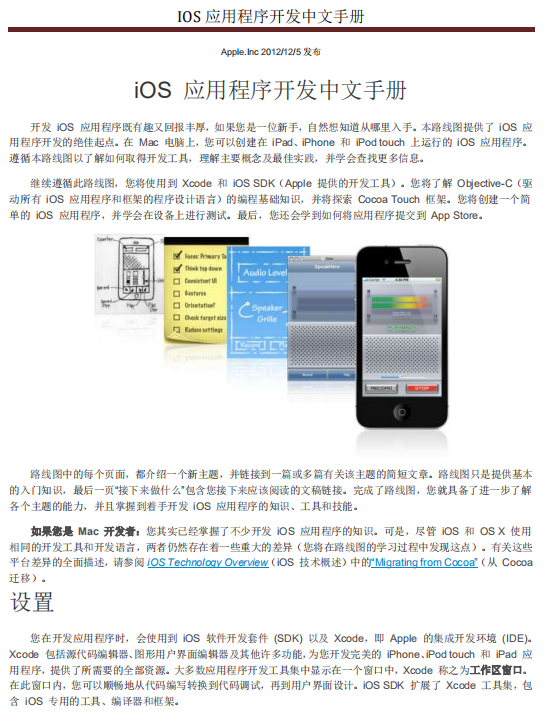 IOS 应用程序开发中文手册
Apple.Inc 2012/12/5 发布
iOS 应用程序开发中文手册
开发 iOS 应用程序既有趣又回报丰厚，如果您是一位新手，自然想知道从哪里入手。本路线图提供了 iOS 应
用程序开发的绝佳起点。在 Mac 电脑上，您可以创建在 iPad、iPhone 和 iPod touch 上运行的 iOS 应用程序。
遵循本路线图以了解如何取得开发工具，理解主要概念及最佳实践，并学会查找更多信息。
继续遵循此路线图，您将使用到 Xcode 和 iOS SDK（Apple 提供的开发工具）。您将了解 Objective-C（驱
动所有 iOS 应用程序和框架的程序设计语言）的编程基础知识，并将探索 Cocoa Touch 框架。您将创建一个简
单的 iOS 应用程序，并学会在设备上进行测试。最后，您还会学到如何将应用程序提交到 App Store。
Focus: Primary
Think top down
Consistent UI
Gestures
Orientation?
Check target size
Reduce settings
Audio Level
Speaker
Grille
Record
SpeakHere
RECORD
STOP
路线图中的每个页面，都介绍一个新主题，并链接到一篇或多篇有关该主题的简短文章。路线图只是提供基本
的入门知识，最后一页“接下来做什么”包含您接下来应该阅读的文稿链接。完成了路线图，您就具备了进一步了解
各个主题的能力，并且掌握到着手开发 iOS 应用程序的知识、工具和技能。
如果您是 Mac 开发者：您其实已经掌握了不少开发 iOS 应用程序的知识。可是，尽管 iOS 和 OS X 使用
相同的开发工具和开发语言，两者仍然存在着一些重大的差异（您将在路线图的学习过程中发现这点）。有关这些
平台差异的全面描述，请参阅 iOS Technology Overview（iOS 技术概述）中的“Migrating from Cocoa”（从 Cocoa
迁移）。
设置
您在开发应用程序时，会使用到 iOS 软件开发套件 (SDK) 以及 Xcode，即 Apple 的集成开发环境 (IDE)。
Xcode 包括源代码编辑器、图形用户界面编辑器及其他许多功能，为您开发完美的 iPhone、iPod touch 和 iPad 应
用程序，提供了所需要的全部资源。大多数应用程序开发工具集中显示在一个窗口中，Xcode 称之为工作区窗口。
在此窗口内，您可以顺畅地从代码编写转换到代码调试，再到用户界面设计。iOS SDK 扩展了 Xcode 工具集，包
含 iOS 专用的工具、编译器和框架。